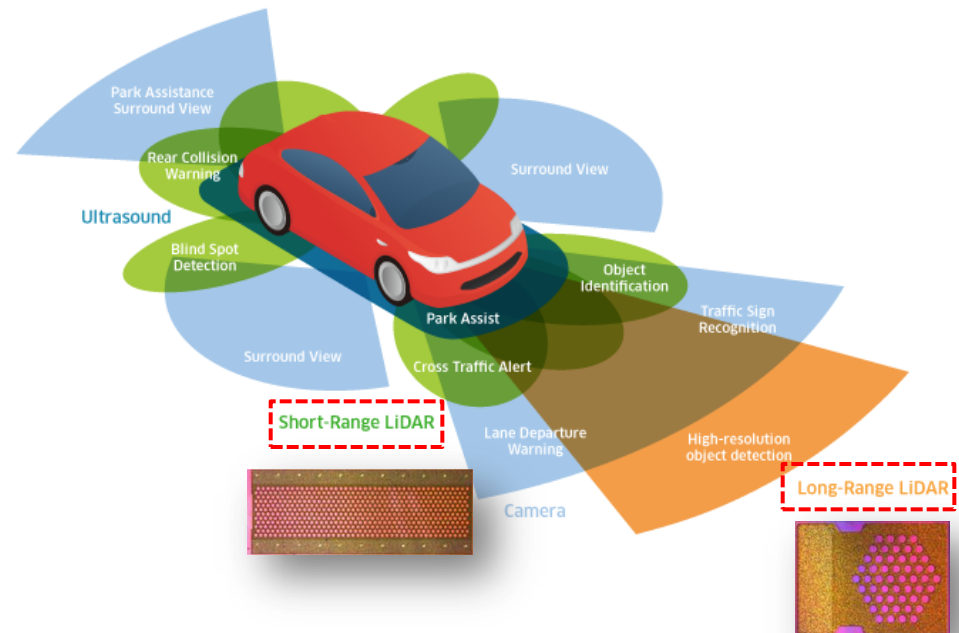 Park Assistance
Surround View
Rear Collision
Warning
Surround View
Ultrasound
Blind Spot
Detection
Object
Identification
Traffic Sign
Recognition
Park Assist
Surround View
Cross Traffic Alert
Short-Range LiDAR
Lane Departure
Warning
High-resolution
object detection
Long-Range LiDAR
Camera